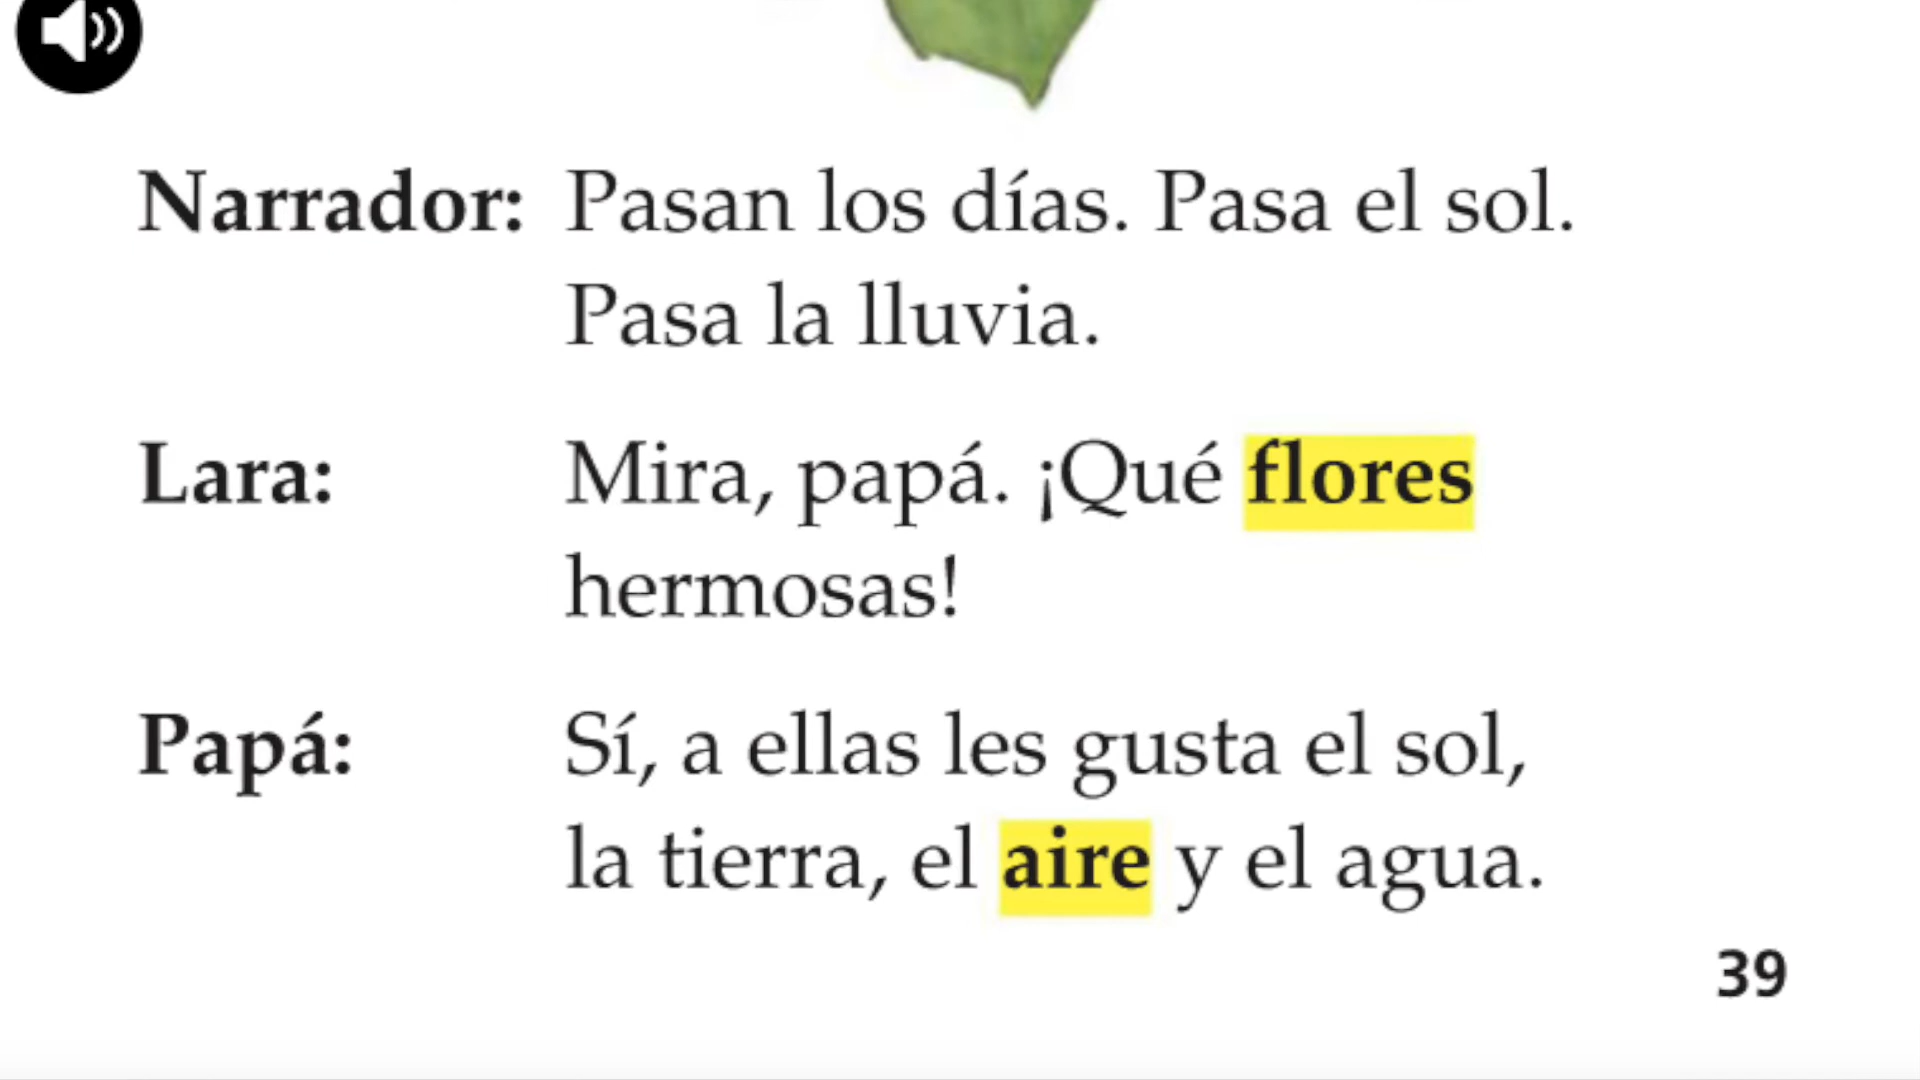 Narrador: Pasan los días. Pasa el sol.
Pasa la lluvia.
Lara: Mira, papá. ¡Qué flores
hermosas!
Papá: Sí, a ellas les gusta el sol,
la tierra, el aire y el agua.
39